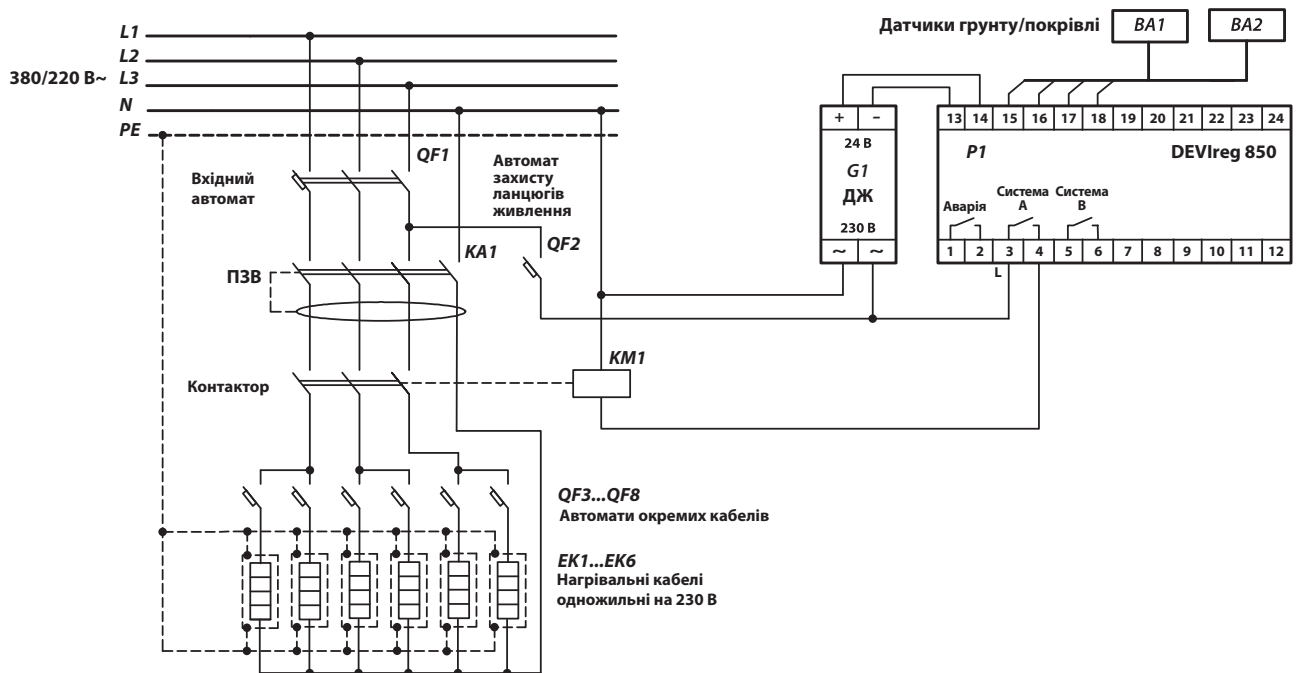 L1
L2
380/220 В~ L3
N
PE
Датчики грунту/покрівлі
BA1
BA2
+ –
24 В
G1
ДЖ
230 В
~ ~
13 14 15 16 17 18 19 20 21 22 23 24
P1
DEVIreg 850
Аварія
Система
A
Система
B
1 2 3 4 5 6 7 8 9 10 11 12
L
QF1
Вхідний
автомат
Автомат
захисту
ланцюгів
живлення
QF2
KA1
ПЗВ
KM1
Контактор
QF3...QF8
Автомати окремих кабелів
EK1...EK6
Нагрівальні кабелі
одножильні на 230 В